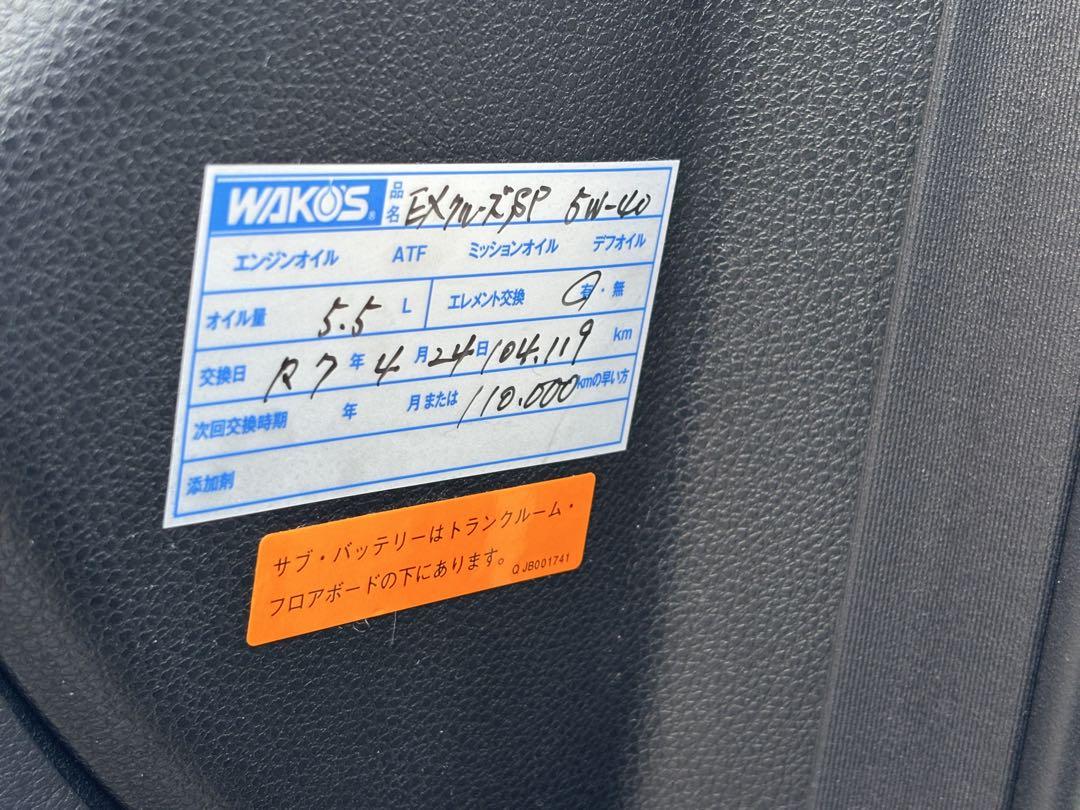 WAKO'S® 品名 EXクルーズSP 5W-40
エンジンオイル ATF ミッションオイル デフオイル
オイル量 5.5 L エレメント交換 有・無
交換日 R7年4月24日 104.119 km
次回交換時期 年 月または 110.000 kmの早い方
添加剤
サブ・バッテリーはトランクルーム・
フロアボードの下にあります。 QJB001741